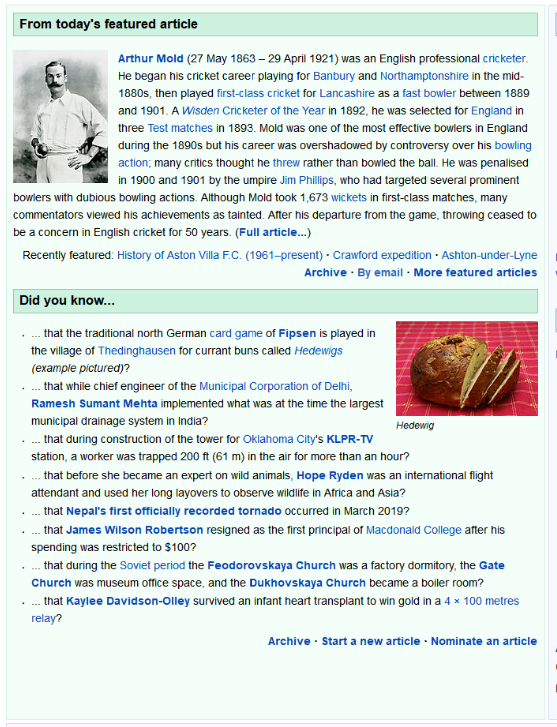 From today's featured article
Arthur Mold (27 May 1863 – 29 April 1921) was an English professional cricketer.
He began his cricket career playing for Banbury and Northamptonshire in the mid-
1880s, then played first-class cricket for Lancashire as a fast bowler between 1889
and 1901. A Wisden Cricketer of the Year in 1892, he was selected for England in
three Test matches in 1893. Mold was one of the most effective bowlers in England
during the 1890s but his career was overshadowed by controversy over his bowling
action; many critics thought he threw rather than bowled the ball. He was penalised
in 1900 and 1901 by the umpire Jim Phillips, who had targeted several prominent
bowlers with dubious bowling actions. Although Mold took 1,673 wickets in first-class matches, many
commentators viewed his achievements as tainted. After his departure from the game, throwing ceased to
be a concern in English cricket for 50 years. (Full article...)
Recently featured: History of Aston Villa F.C. (1961–present) · Crawford expedition · Ashton-under-Lyne
Archive · By email · More featured articles
Did you know...
... that the traditional north German card game of Fipsen is played in
the village of Thedinghausen for currant buns called Hedewigs
(example pictured)?
... that while chief engineer of the Municipal Corporation of Delhi,
Ramesh Sumant Mehta implemented what was at the time the largest
municipal drainage system in India?
... that during construction of the tower for Oklahoma City's KLPR-TV
station, a worker was trapped 200 ft (61 m) in the air for more than an hour?
Hedewig
... that before she became an expert on wild animals, Hope Ryden was an international flight
attendant and used her long layovers to observe wildlife in Africa and Asia?
... that Nepal's first officially recorded tornado occurred in March 2019?
... that James Wilson Robertson resigned as the first principal of Macdonald College after his
spending was restricted to $100?
... that during the Soviet period the Feodorovskaya Church was a factory dormitory, the Gate
Church was museum office space, and the Dukhovskaya Church became a boiler room?
... that Kaylee Davidson-Olley survived an infant heart transplant to win gold in a 4 × 100 metres
relay?
Archive · Start a new article · Nominate an article